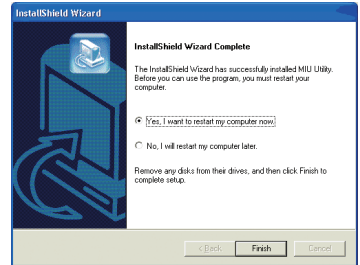 InstallShield Wizard
InstallShield Wizard Complete
The InstallShield Wizard has successfully installed MIU Utility.
Before you can use the program, you must restart your
computer.
Yes, I want to restart my computer now.
No, I will restart my computer later.
Remove any disks from their drives, and then click Finish to
complete setup.
< Back Finish Cancel